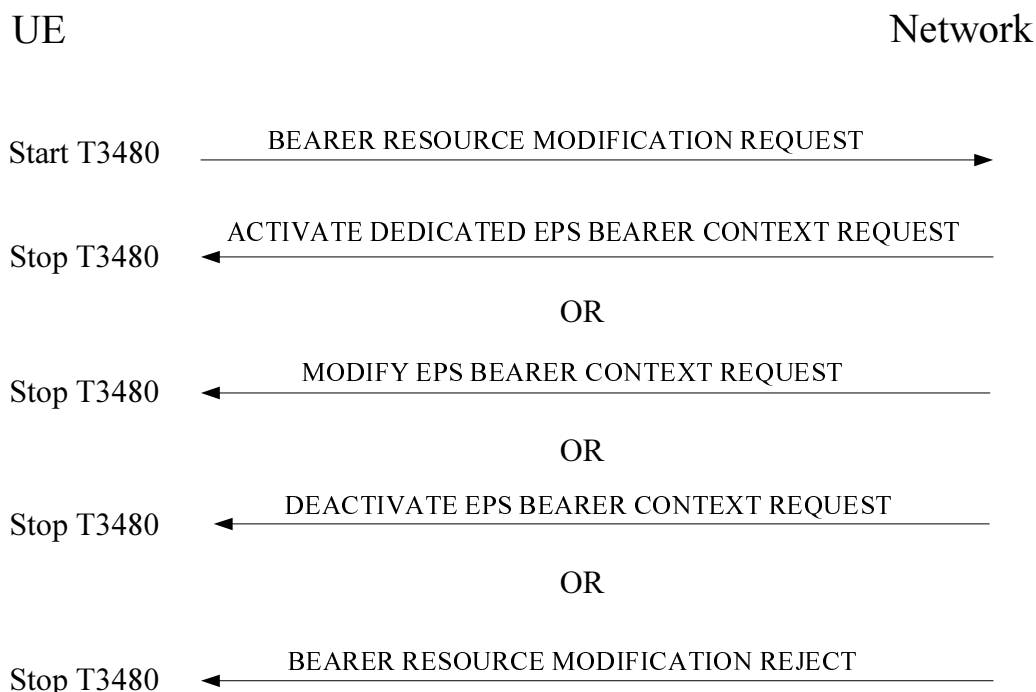 UE Network
Start T3480 BEARER RESOURCE MODIFICATION REQUEST
Stop T3480 ACTIVATE DEDICATED EPS BEARER CONTEXT REQUEST
OR
Stop T3480 MODIFY EPS BEARER CONTEXT REQUEST
OR
Stop T3480 DEACTIVATE EPS BEARER CONTEXT REQUEST
OR
Stop T3480 BEARER RESOURCE MODIFICATION REJECT